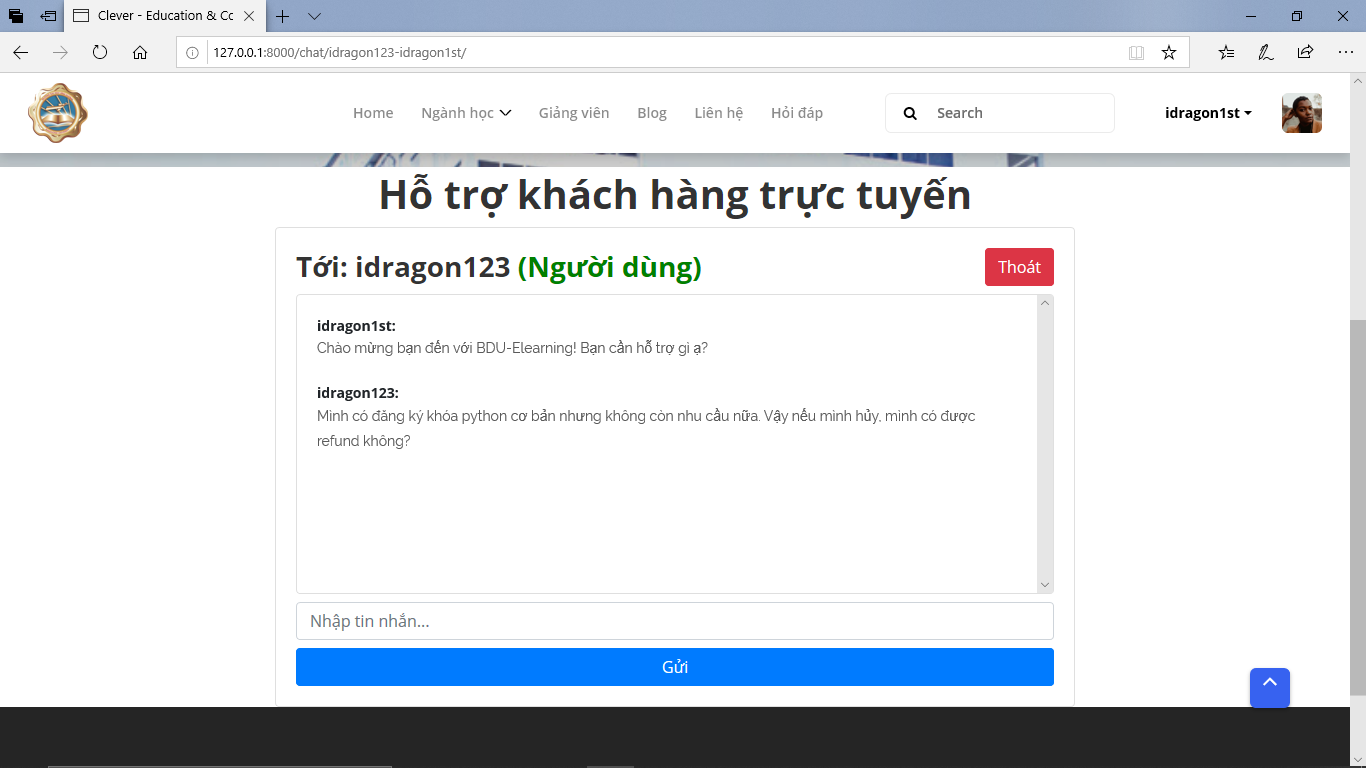 Clever - Education & Cc
127.0.0.1:8000/chat/idragon123-idragon1st/
Home Ngành học Giảng viên Blog Liên hệ Hỏi đáp Search idragon1st
Hỗ trợ khách hàng trực tuyến
Tới: idragon123 (Người dùng) Thoát
idragon1st:
Chào mừng bạn đến với BDU-Elearning! Bạn cần hỗ trợ gì ạ?
idragon123:
Mình có đăng ký khóa python cơ bản nhưng không còn nhu cầu nữa. Vậy nếu mình hủy, mình có được
refund không?
Nhập tin nhắn...
Gửi